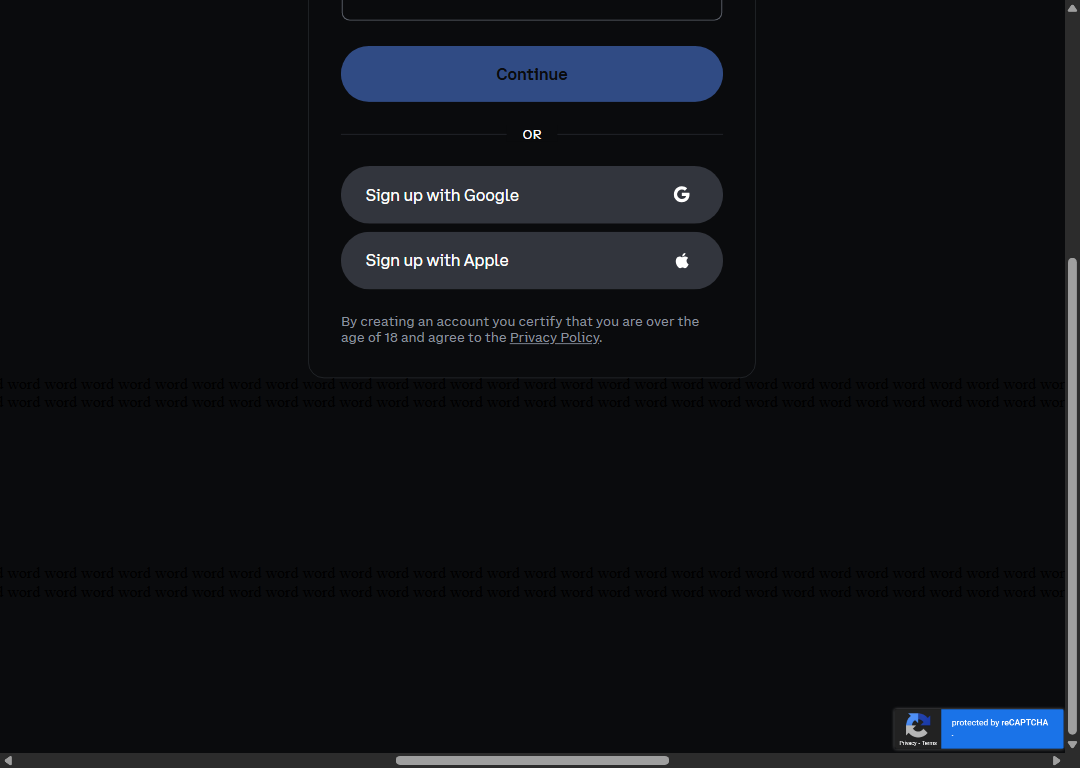 Continue
OR
Sign up with Google
Sign up with Apple
By creating an account you certify that you are over the
age of 18 and agree to the Privacy Policy.
word word word word word word word word word word word word word word word word word word word word word word word word word word word word wor
word word word word word word word word word word word word word word word word word word word word word word word word word word word word wor
word word word word word word word word word word word word word word word word word word word word word word word word word word word word wor
word word word word word word word word word word word word word word word word word word word word word word word word word word word word wor
protected by reCAPTCHA
Privacy - Terms